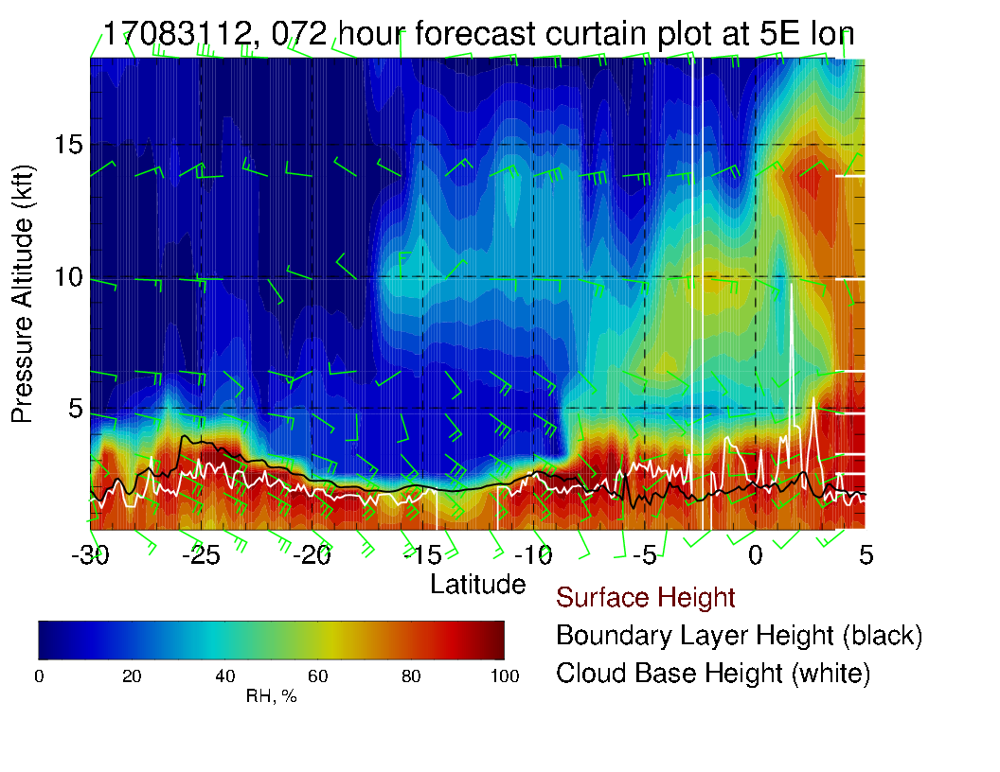 17083112, 072 hour forecast curtain plot at 5E lon
Pressure Altitude (kft)
15
10
5
F
-30 -25 -20 -15 -10 -5 0 5
Latitude
Surface Height
Boundary Layer Height (black)
Cloud Base Height (white)
0 20 40 60 80 100
RH, %